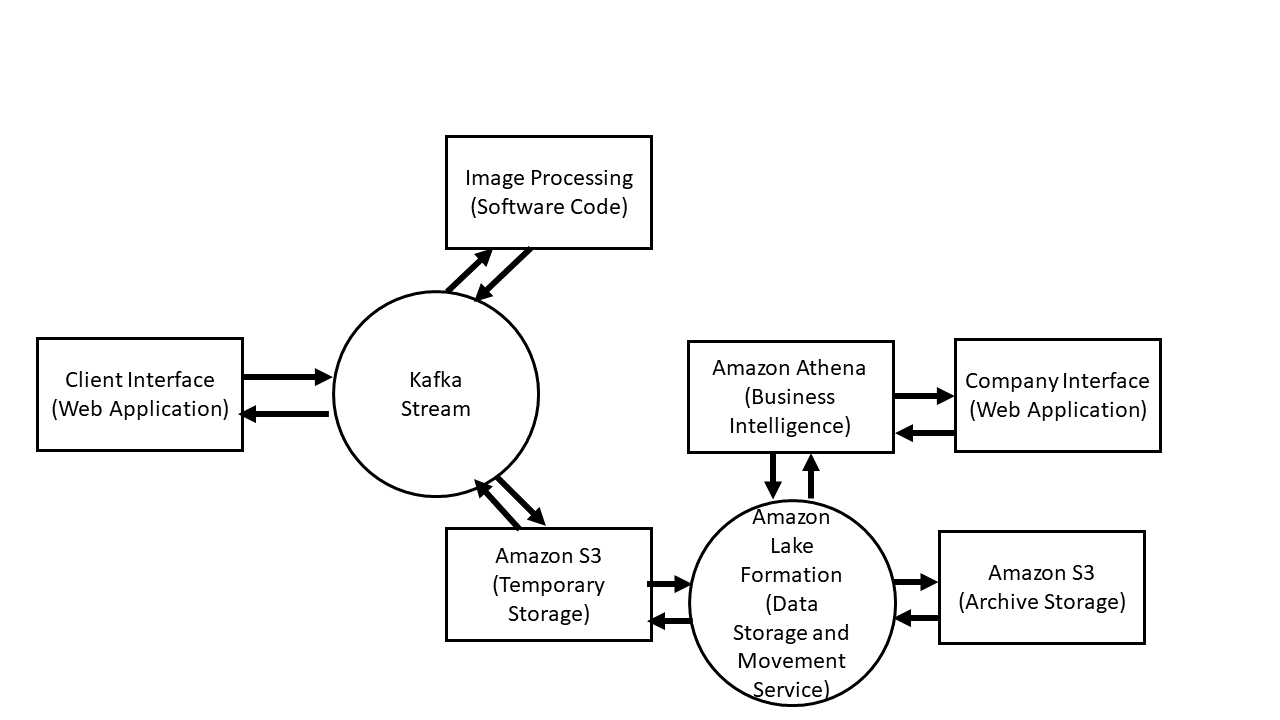 Image Processing
(Software Code)
Client Interface
(Web Application)
Kafka
Stream
Amazon Athena
(Business
Intelligence)
Company Interface
(Web Application)
Amazon S3
(Temporary
Storage)
Amazon
Lake
Formation
(Data
Storage and
Movement
Service)
Amazon S3
(Archive Storage)